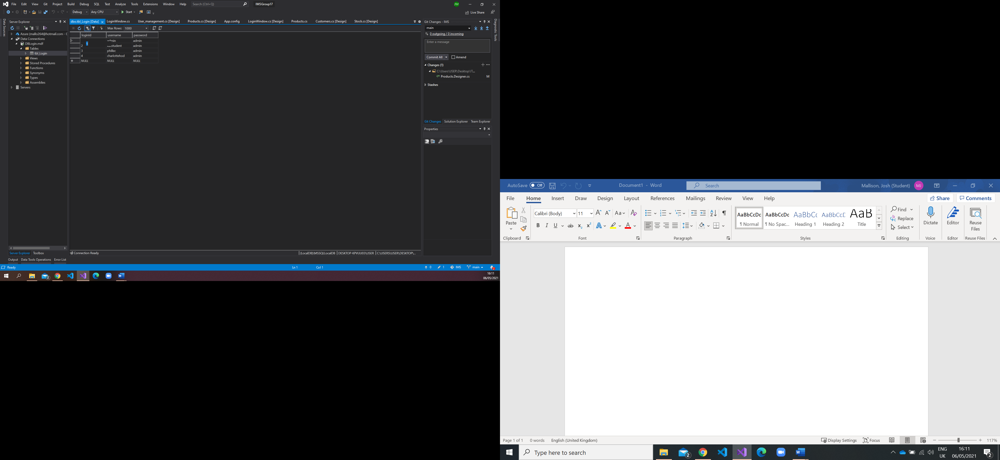 File Edit View Git Project Build Debug SQL Test Analyze Tools Extensions Window Help Search (Ctrl+Q) IMSGroup17 JM
Debug Any CPU Start Live Share
Data Sources
Server Explorer
Azure (mallo264@hotmail.com - C
Data Connections
DBLogin.mdf
Tables
tbl_Login
Views
Stored Procedures
Functions
Synonyms
Types
Assemblies
Servers
Server Explorer Toolbox
Output Data Tools Operations Error List
dbo.tbl_Login [Data] LoginWindow.cs User_management.cs [Design] Products.cs [Design] App.config LoginWindow.cs [Design] Products.cs Customers.cs [Design] Stock.cs [Design]
Max Rows: 1000
loginId username password
1 admin
2 admin
3 phillec admin
4 charlottehod admin
NULL NULL NULL
Connection Ready (LocalDB)\MSSQLLocalDB DESKTOP-KPVUU03\USER C:\USERS\USER\DESKTOP\...
Git Changes - IMS
main
0 outgoing / 0 incoming
Enter a message
Commit All Amend
Changes (1)
C:\Users\USER\Desktop\IT...
Products.Designer.cs M
Stashes
Git Changes Solution Explorer Team Explorer
Properties
Diagnostic Tools
Ready Ln 1 Col 1 0 1 IMS main 2
2 16:11
06/05/2021
AutoSave Off Document1 - Word Search Mallison, Josh (Student) MJ
File Home Insert Draw Design Layout References Mailings Review View Help Share Comments
Paste
Clipboard
Calibri (Body) 11 Aa
Font
Paragraph
AaBbCcDc AaBbCcDc AaBbCc AaBbCcD AaB
¶ Normal ¶ No Spac... Heading 1 Heading 2 Title
Styles
Find
Replace
Select
Editing
Dictate
Voice
Editor
Editor
Reuse
Files
Reuse Files
Page 1 of 1 0 words English (United Kingdom) Display Settings Focus 117%
Type here to search 2 ENG
UK 16:11
06/05/2021 2